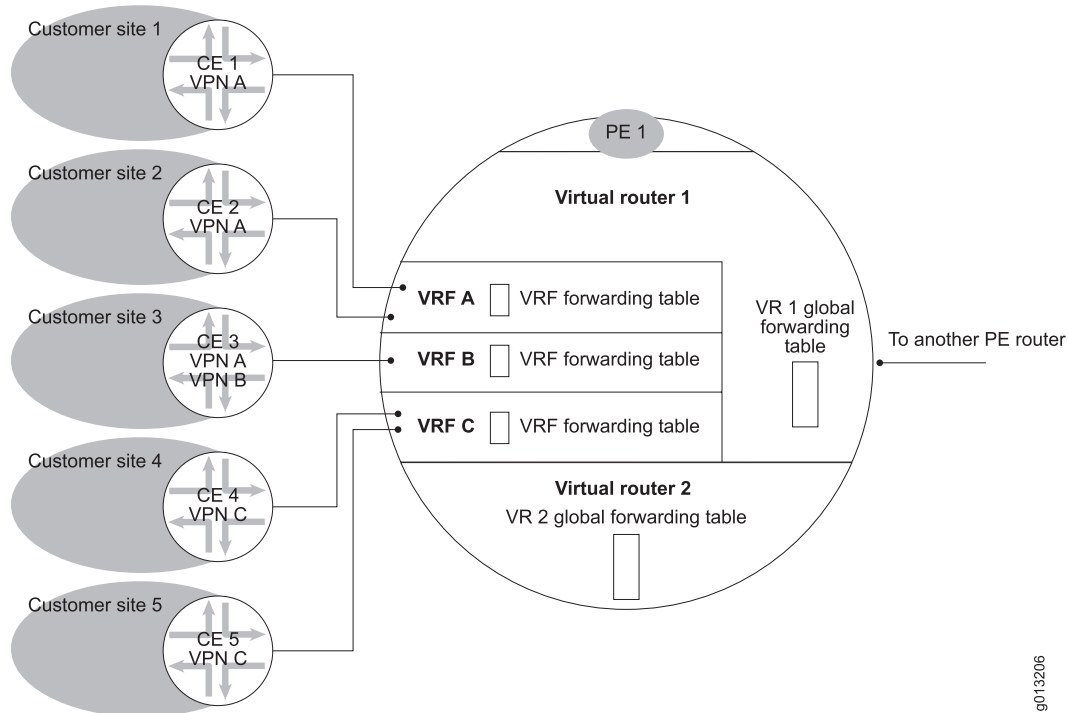 Customer site 1
CE 1
VPN A
Customer site 2
CE 2
VPN A
Customer site 3
CE 3
VPN A
VPN B
Customer site 4
CE 4
VPN C
Customer site 5
CE 5
VPN C
PE 1
Virtual router 1
VRF A VRF forwarding table
VRF B VRF forwarding table
VRF C VRF forwarding table
VR 1 global
forwarding
table
To another PE router
Virtual router 2
VR 2 global forwarding table
g013206